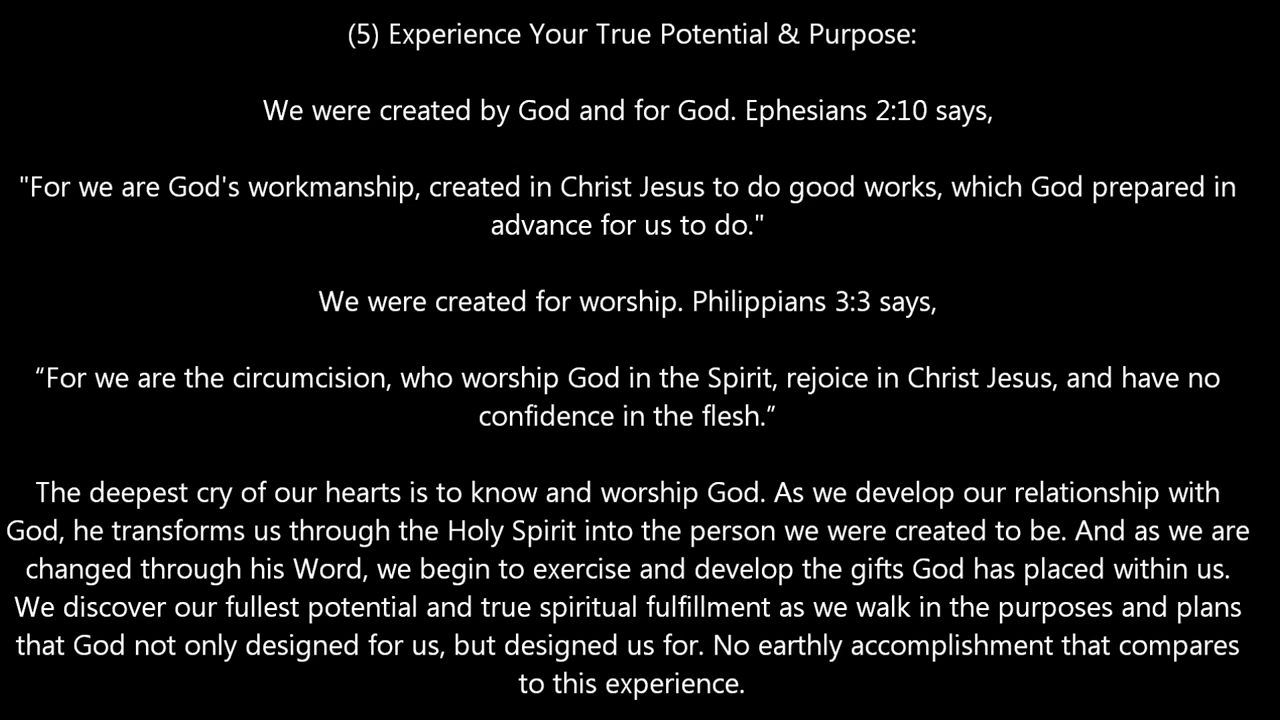 (5) Experience Your True Potential & Purpose:
We were created by God and for God. Ephesians 2:10 says,
"For we are God's workmanship, created in Christ Jesus to do good works, which God prepared in
advance for us to do."
We were created for worship. Philippians 3:3 says,
“For we are the circumcision, who worship God in the Spirit, rejoice in Christ Jesus, and have no
confidence in the flesh.”
The deepest cry of our hearts is to know and worship God. As we develop our relationship with
God, he transforms us through the Holy Spirit into the person we were created to be. And as we are
changed through his Word, we begin to exercise and develop the gifts God has placed within us.
We discover our fullest potential and true spiritual fulfillment as we walk in the purposes and plans
that God not only designed for us, but designed us for. No earthly accomplishment that compares
to this experience.